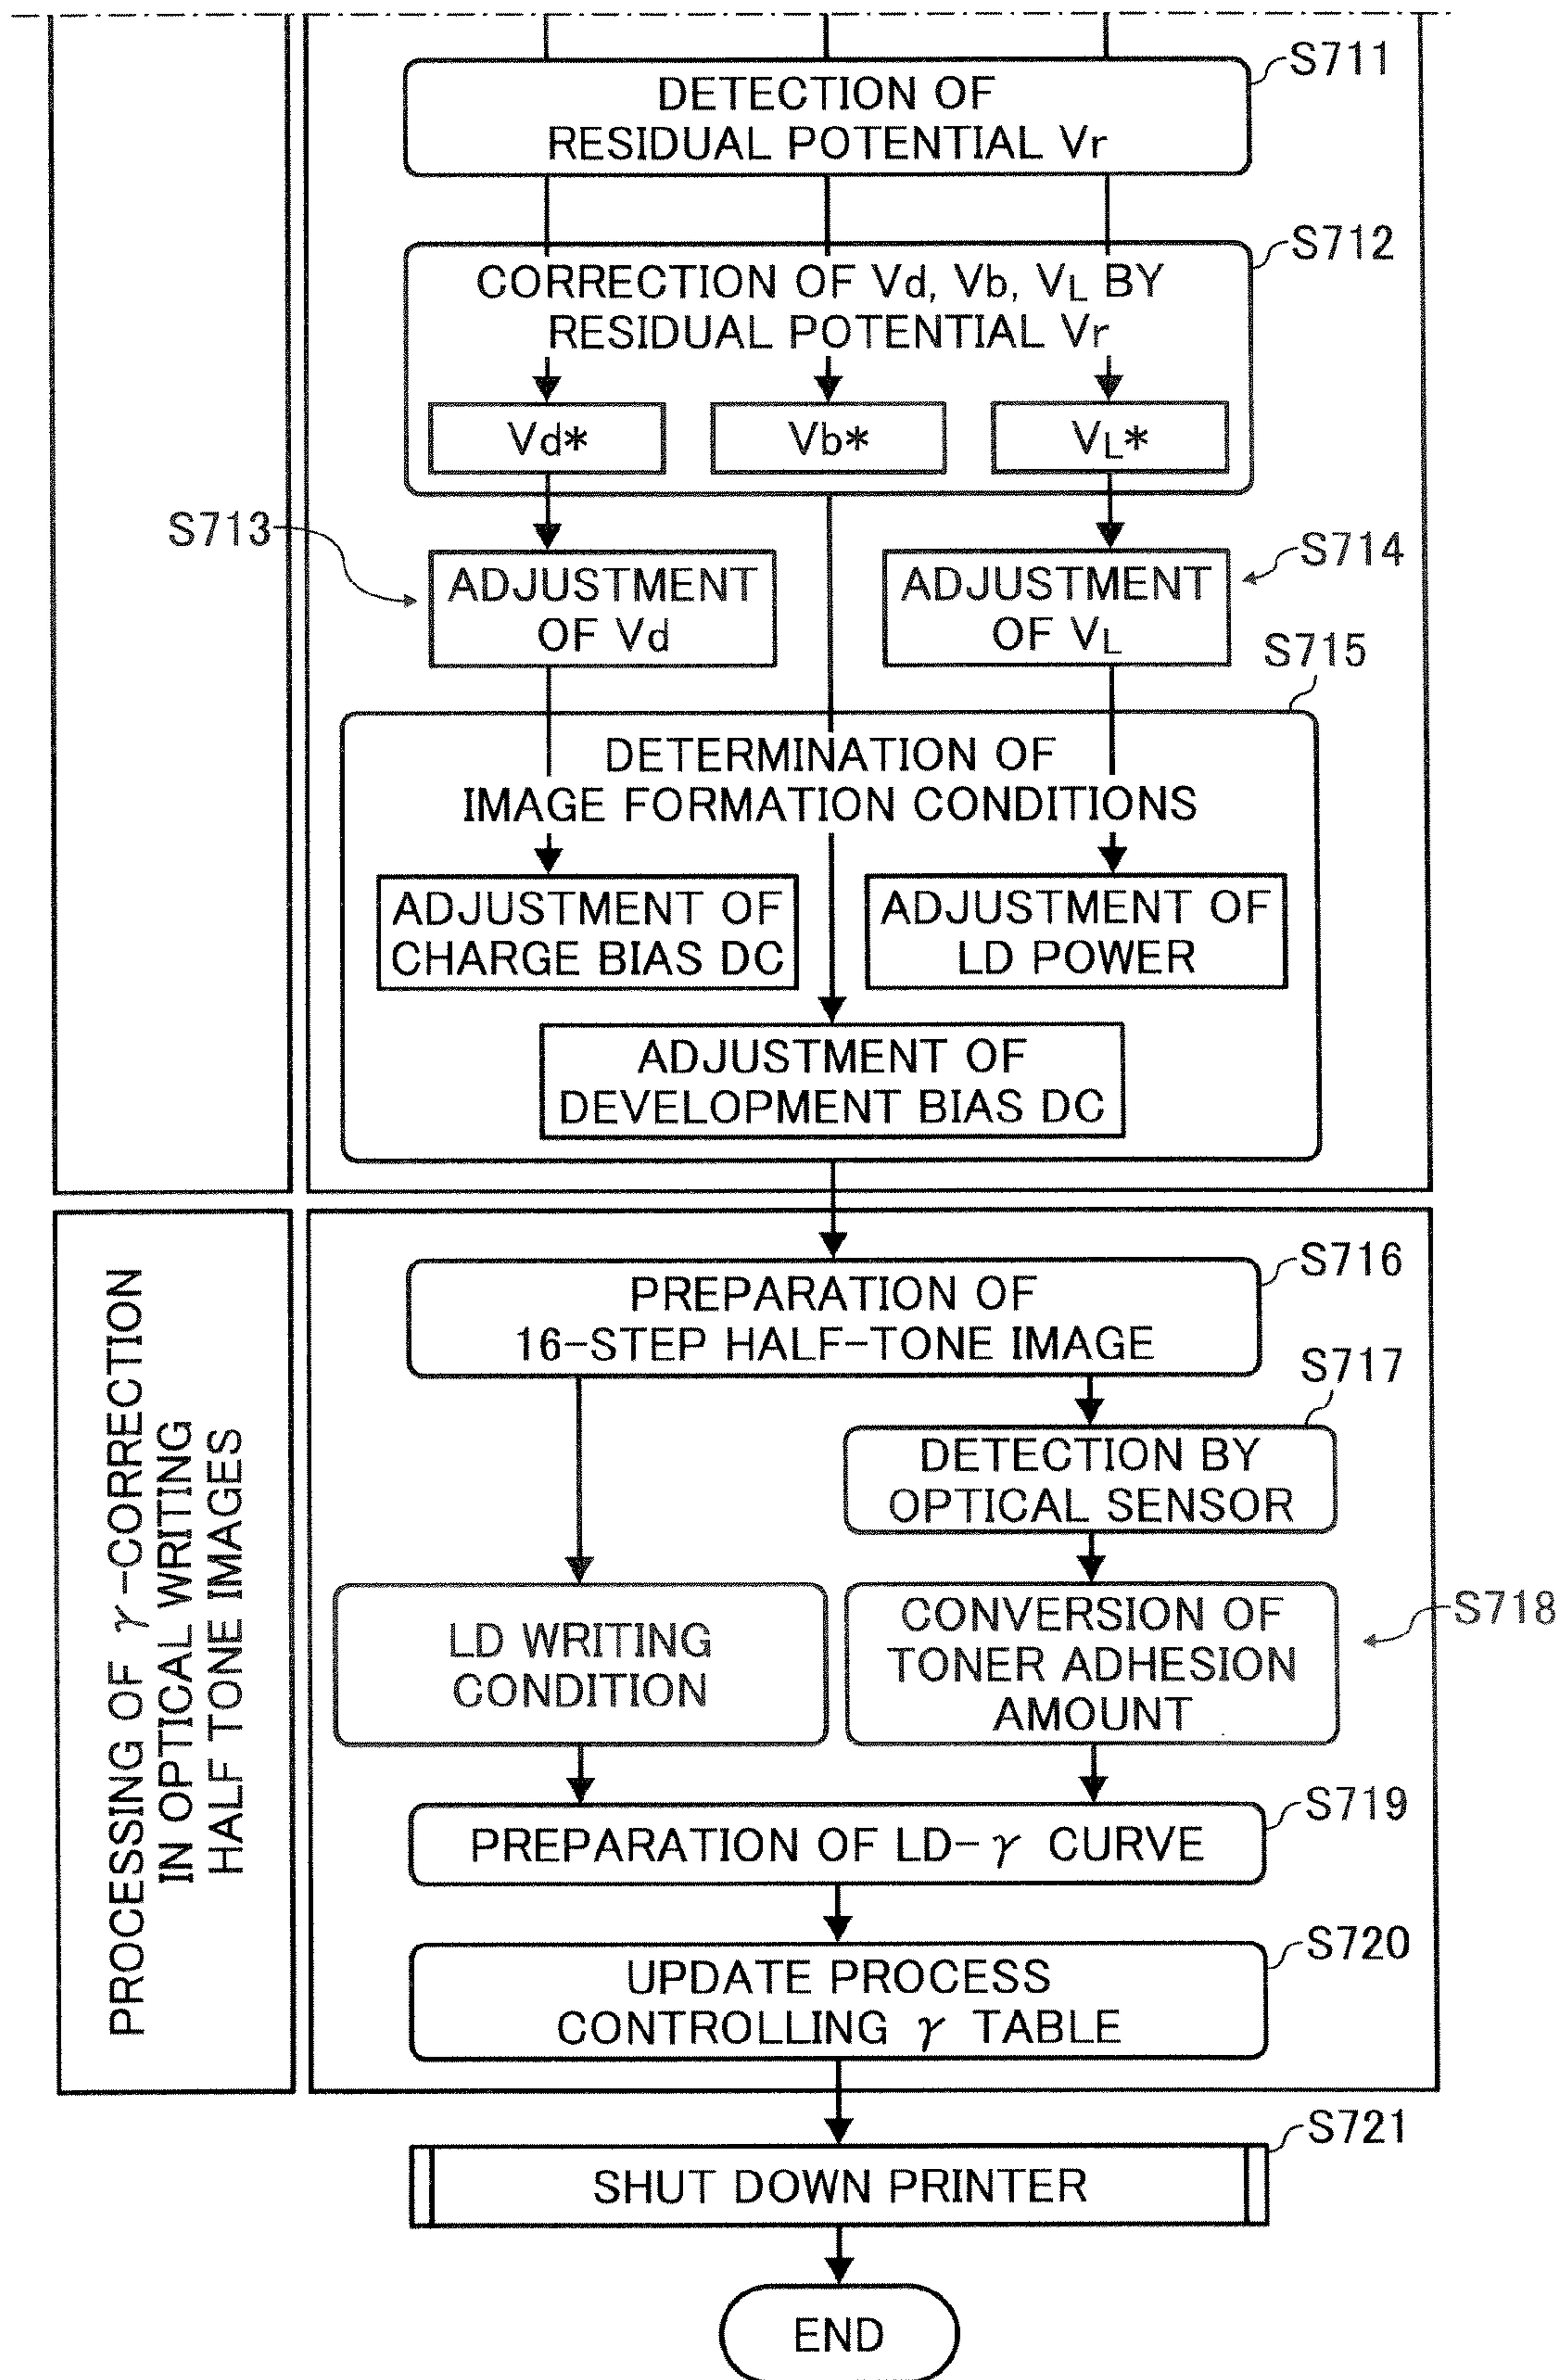 S711
DETECTION OF
RESIDUAL POTENTIAL Vr
S712
CORRECTION OF Vd, Vb, VL BY
RESIDUAL POTENTIAL Vr
Vd*
Vb*
VL*
S713
ADJUSTMENT
OF Vd
S714
ADJUSTMENT
OF VL
S715
DETERMINATION OF
IMAGE FORMATION CONDITIONS
ADJUSTMENT OF
CHARGE BIAS DC
ADJUSTMENT OF
LD POWER
ADJUSTMENT OF
DEVELOPMENT BIAS DC
PROCESSING OF γ-CORRECTION
IN OPTICAL WRITING
HALF TONE IMAGES
S716
PREPARATION OF
16-STEP HALF-TONE IMAGE
S717
DETECTION BY
OPTICAL SENSOR
LD WRITING
CONDITION
S718
CONVERSION OF
TONER ADHESION
AMOUNT
S719
PREPARATION OF LD-γ CURVE
S720
UPDATE PROCESS
CONTROLLING γ TABLE
S721
SHUT DOWN PRINTER
END